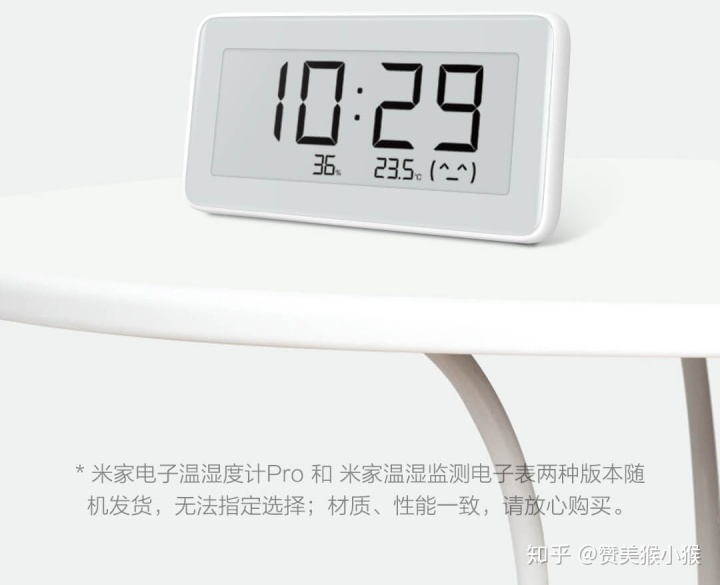 10:29
36% 23.5℃ (^_^)
* 米家电子温湿度计Pro 和 米家温湿监测电子表两种版本随
机发货，无法指定选择；材质、性能一致，请放心购买。
知乎 @赞美猴小猴